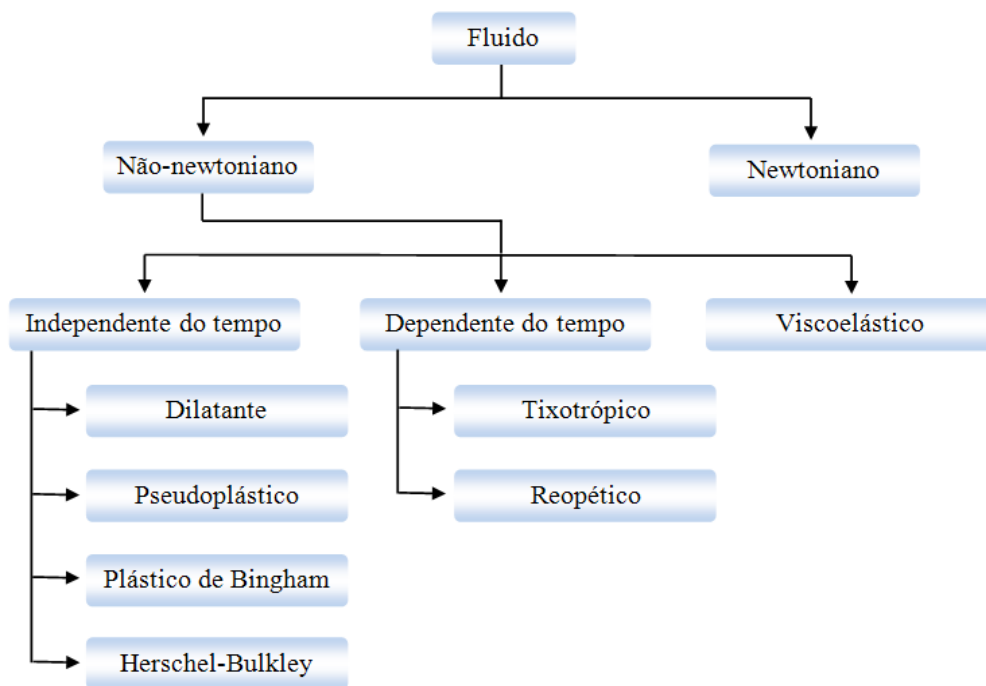 Fluido
Não-newtoniano
Newtoniano
Independente do tempo
Dependente do tempo
Viscoelástico
Dilatante
Tixotrópico
Pseudoplástico
Reopético
Plástico de Bingham
Herschel-Bulkley